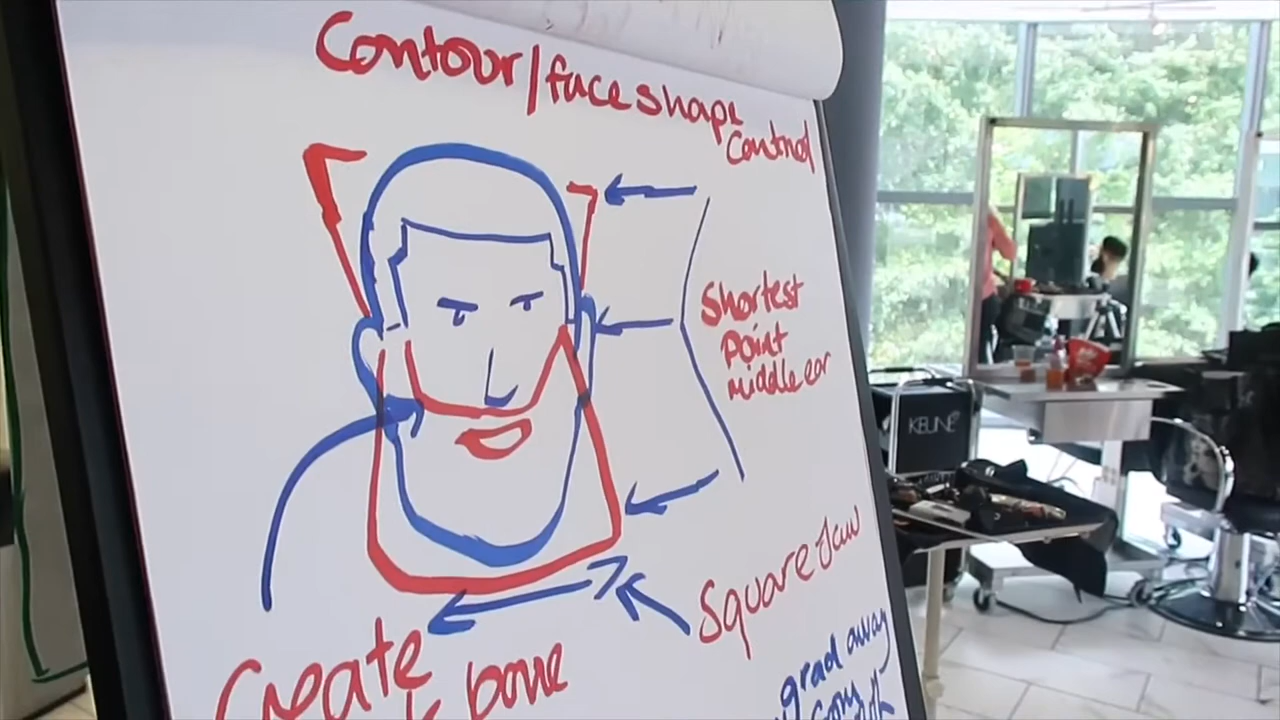 Contour/face shape
Control
Shortest
Point
middle ear
KEUNE
Square Jaw
Create
bone
grad away